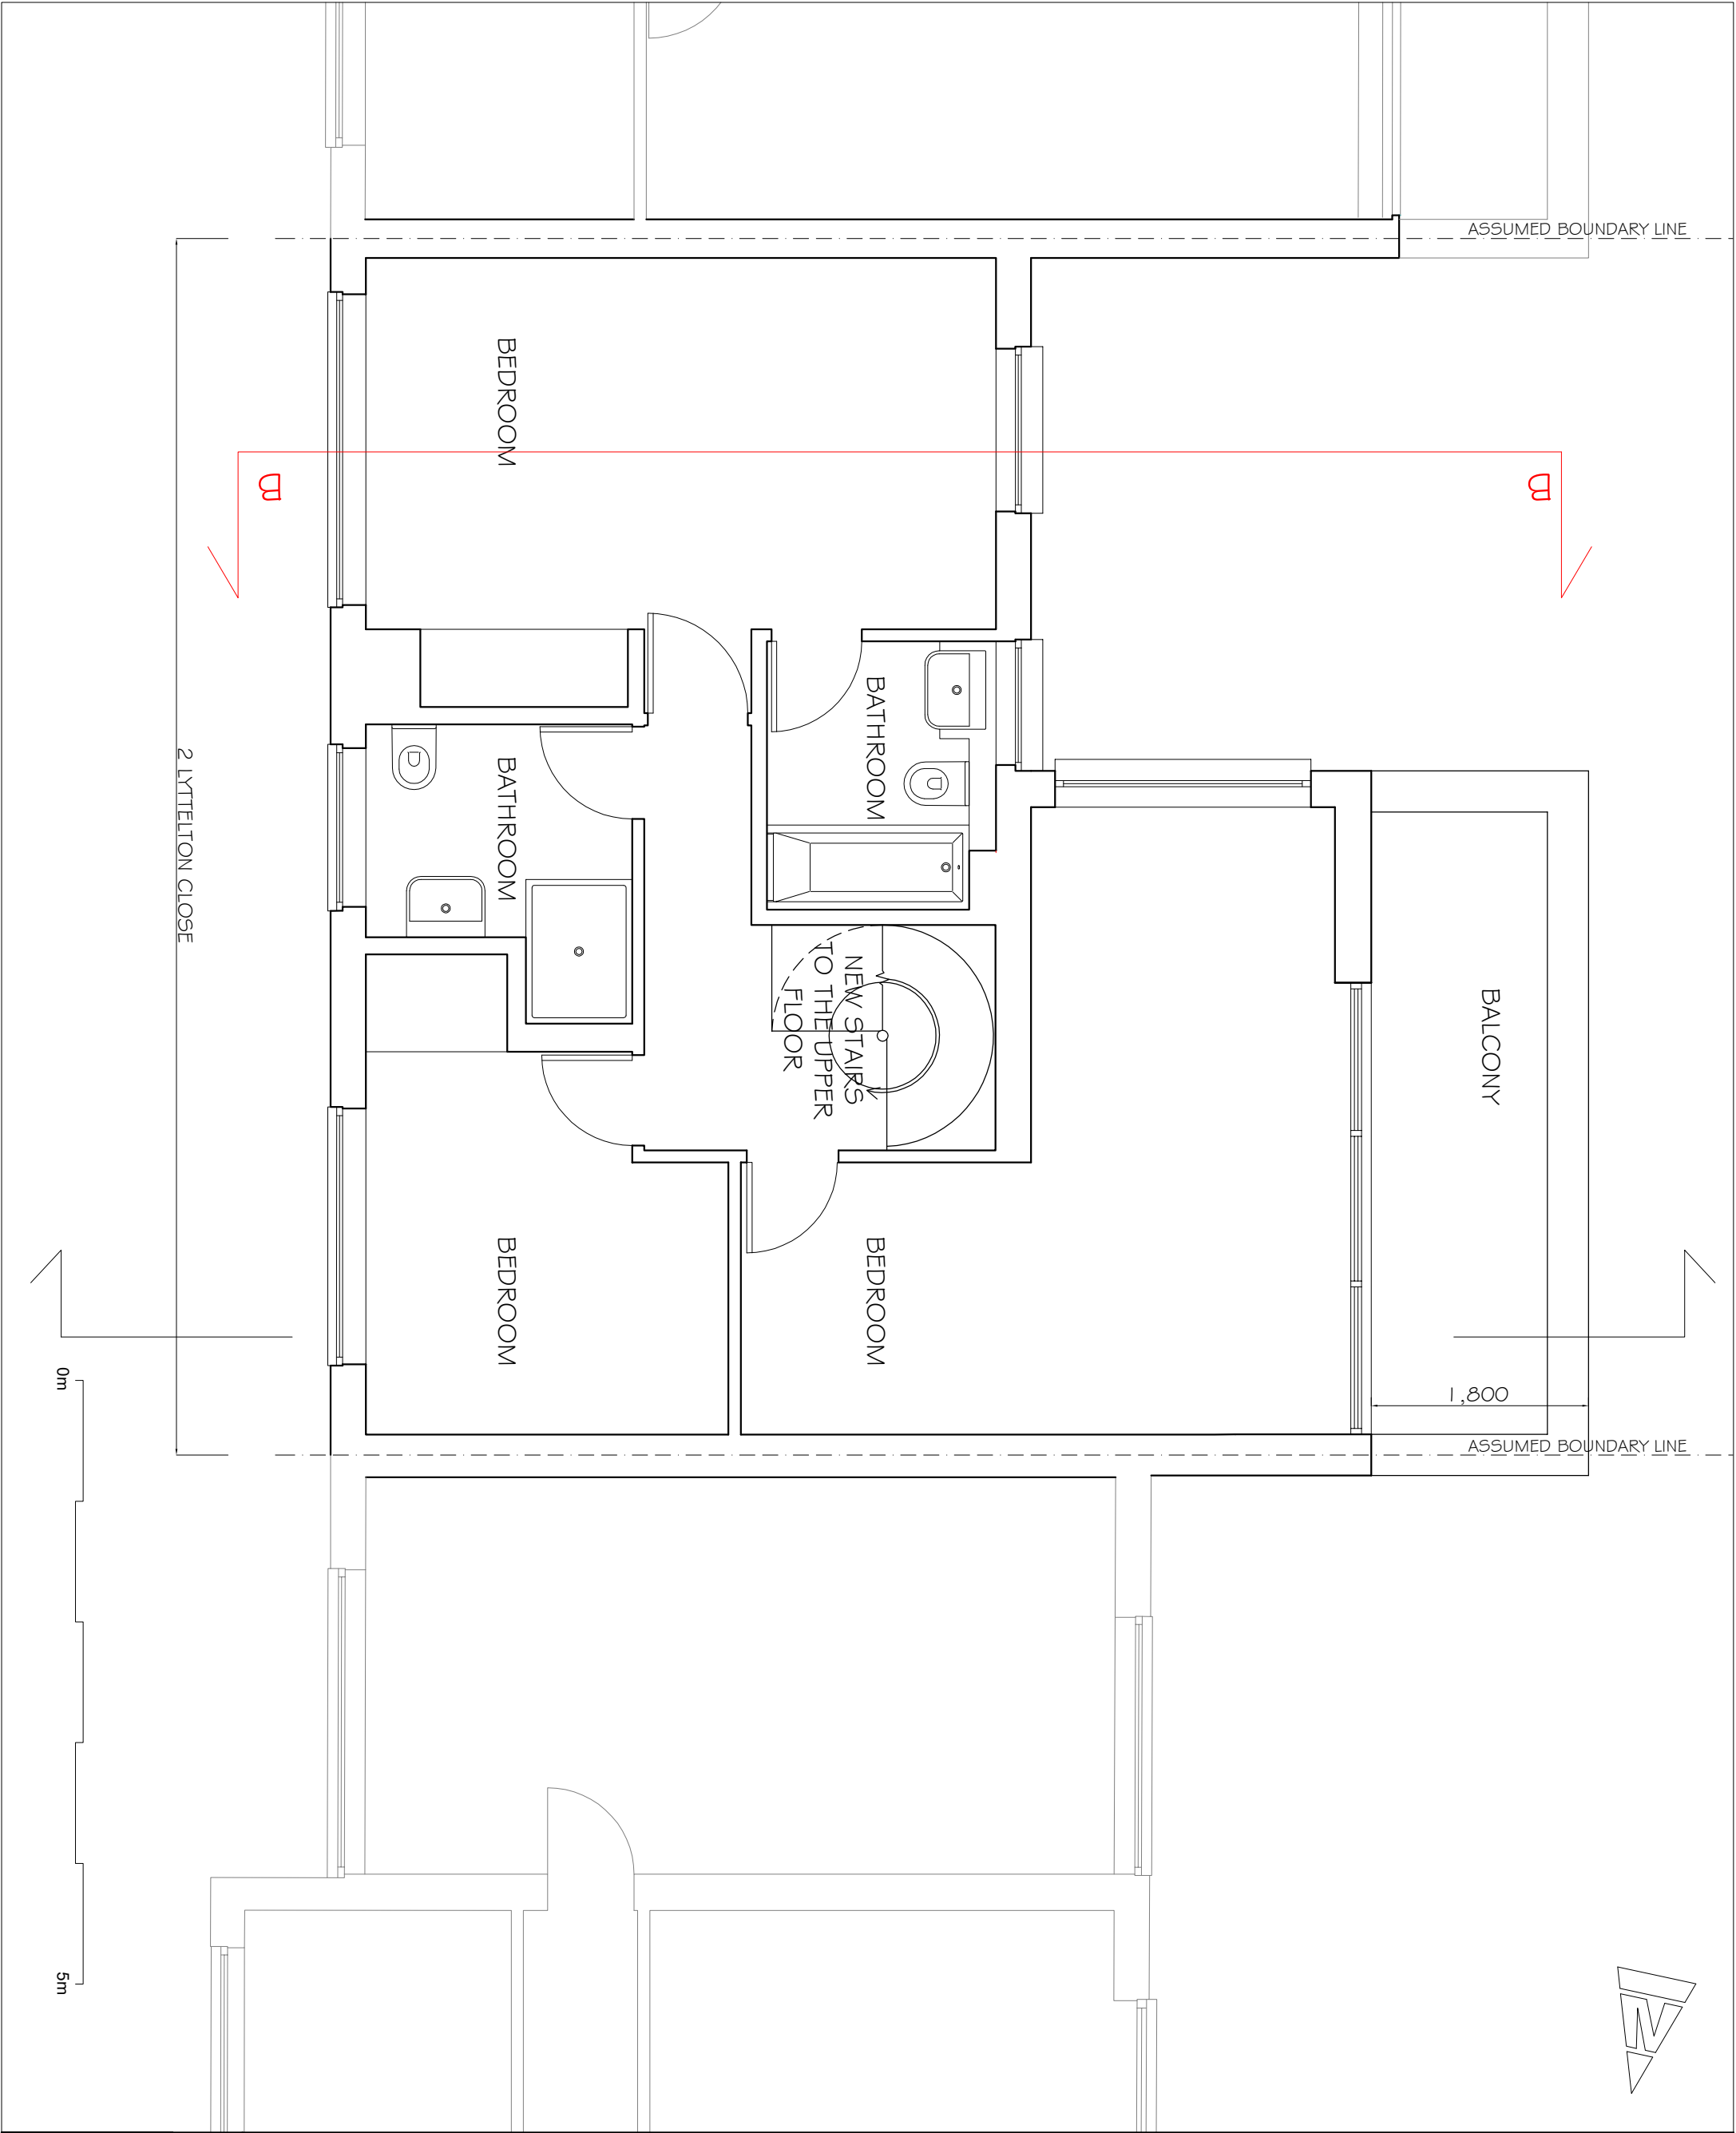 ASSUMED BOUNDARY LINE
BEDROOM
B
B
BATHROOM
BATHROOM
2 LYTTELTON CLOSE
NEW STAIRS
TO THE UPPER
FLOOR
BALCONY
BEDROOM
BEDROOM
1,800
ASSUMED BOUNDARY LINE
0m
5m
N